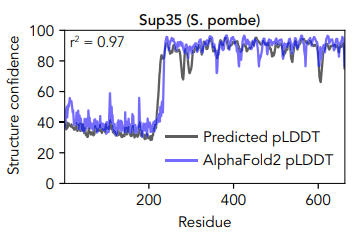 Sup35 (S. pombe)
100
r² = 0.97
80
60
40
20
0
Structure confidence
Predicted pLDDT
AlphaFold2 pLDDT
200
400
600
Residue